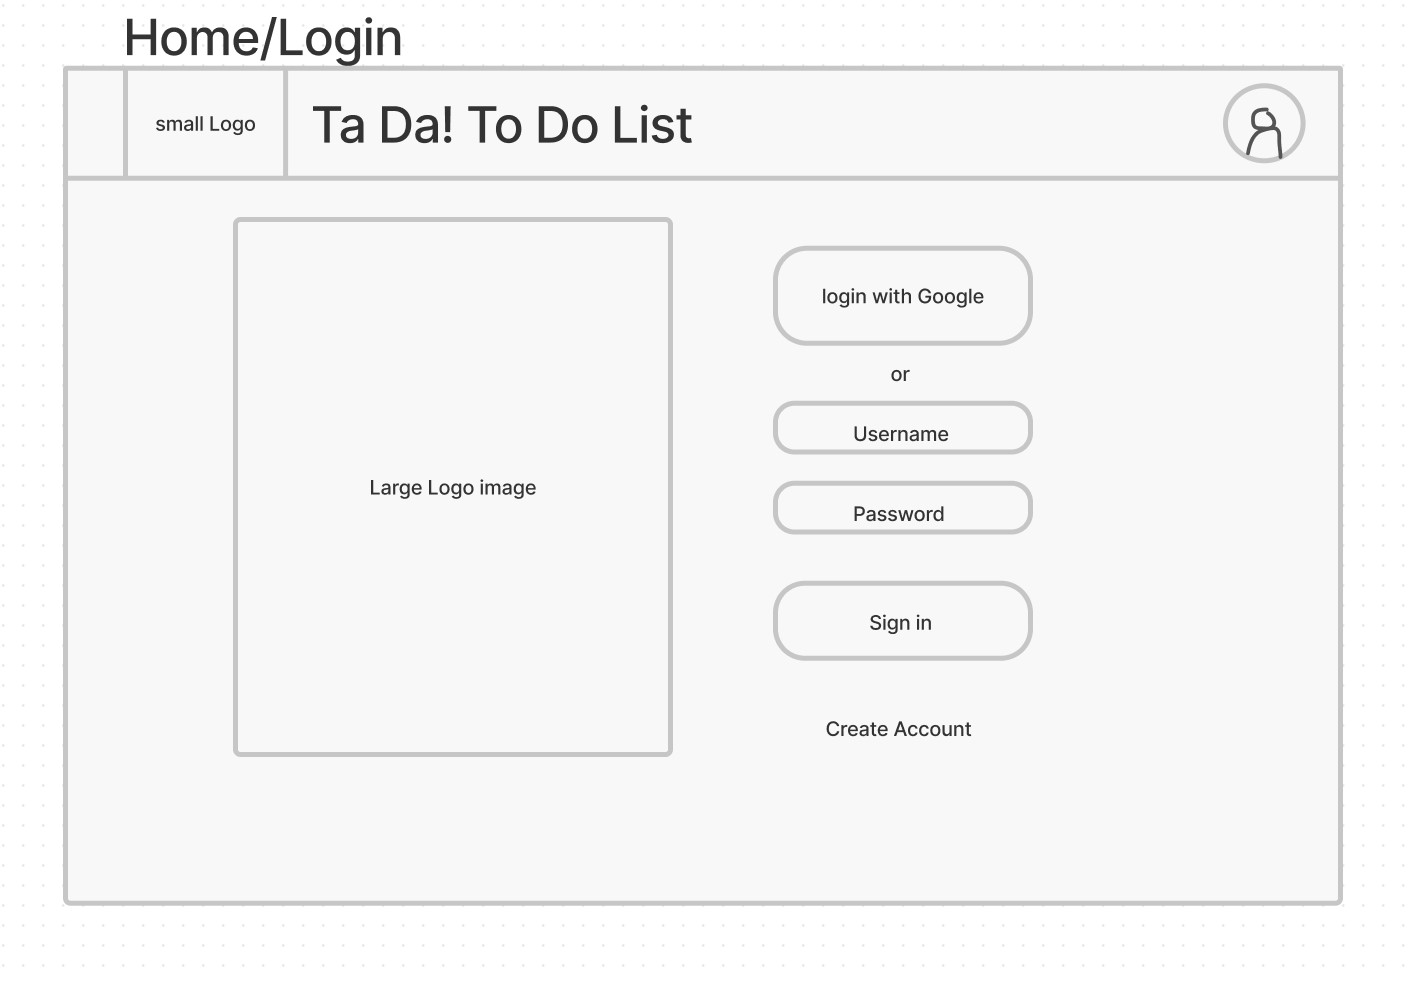 Home/Login
small Logo
Ta Da! To Do List
login with Google
or
Username
Password
Sign in
Create Account
Large Logo image